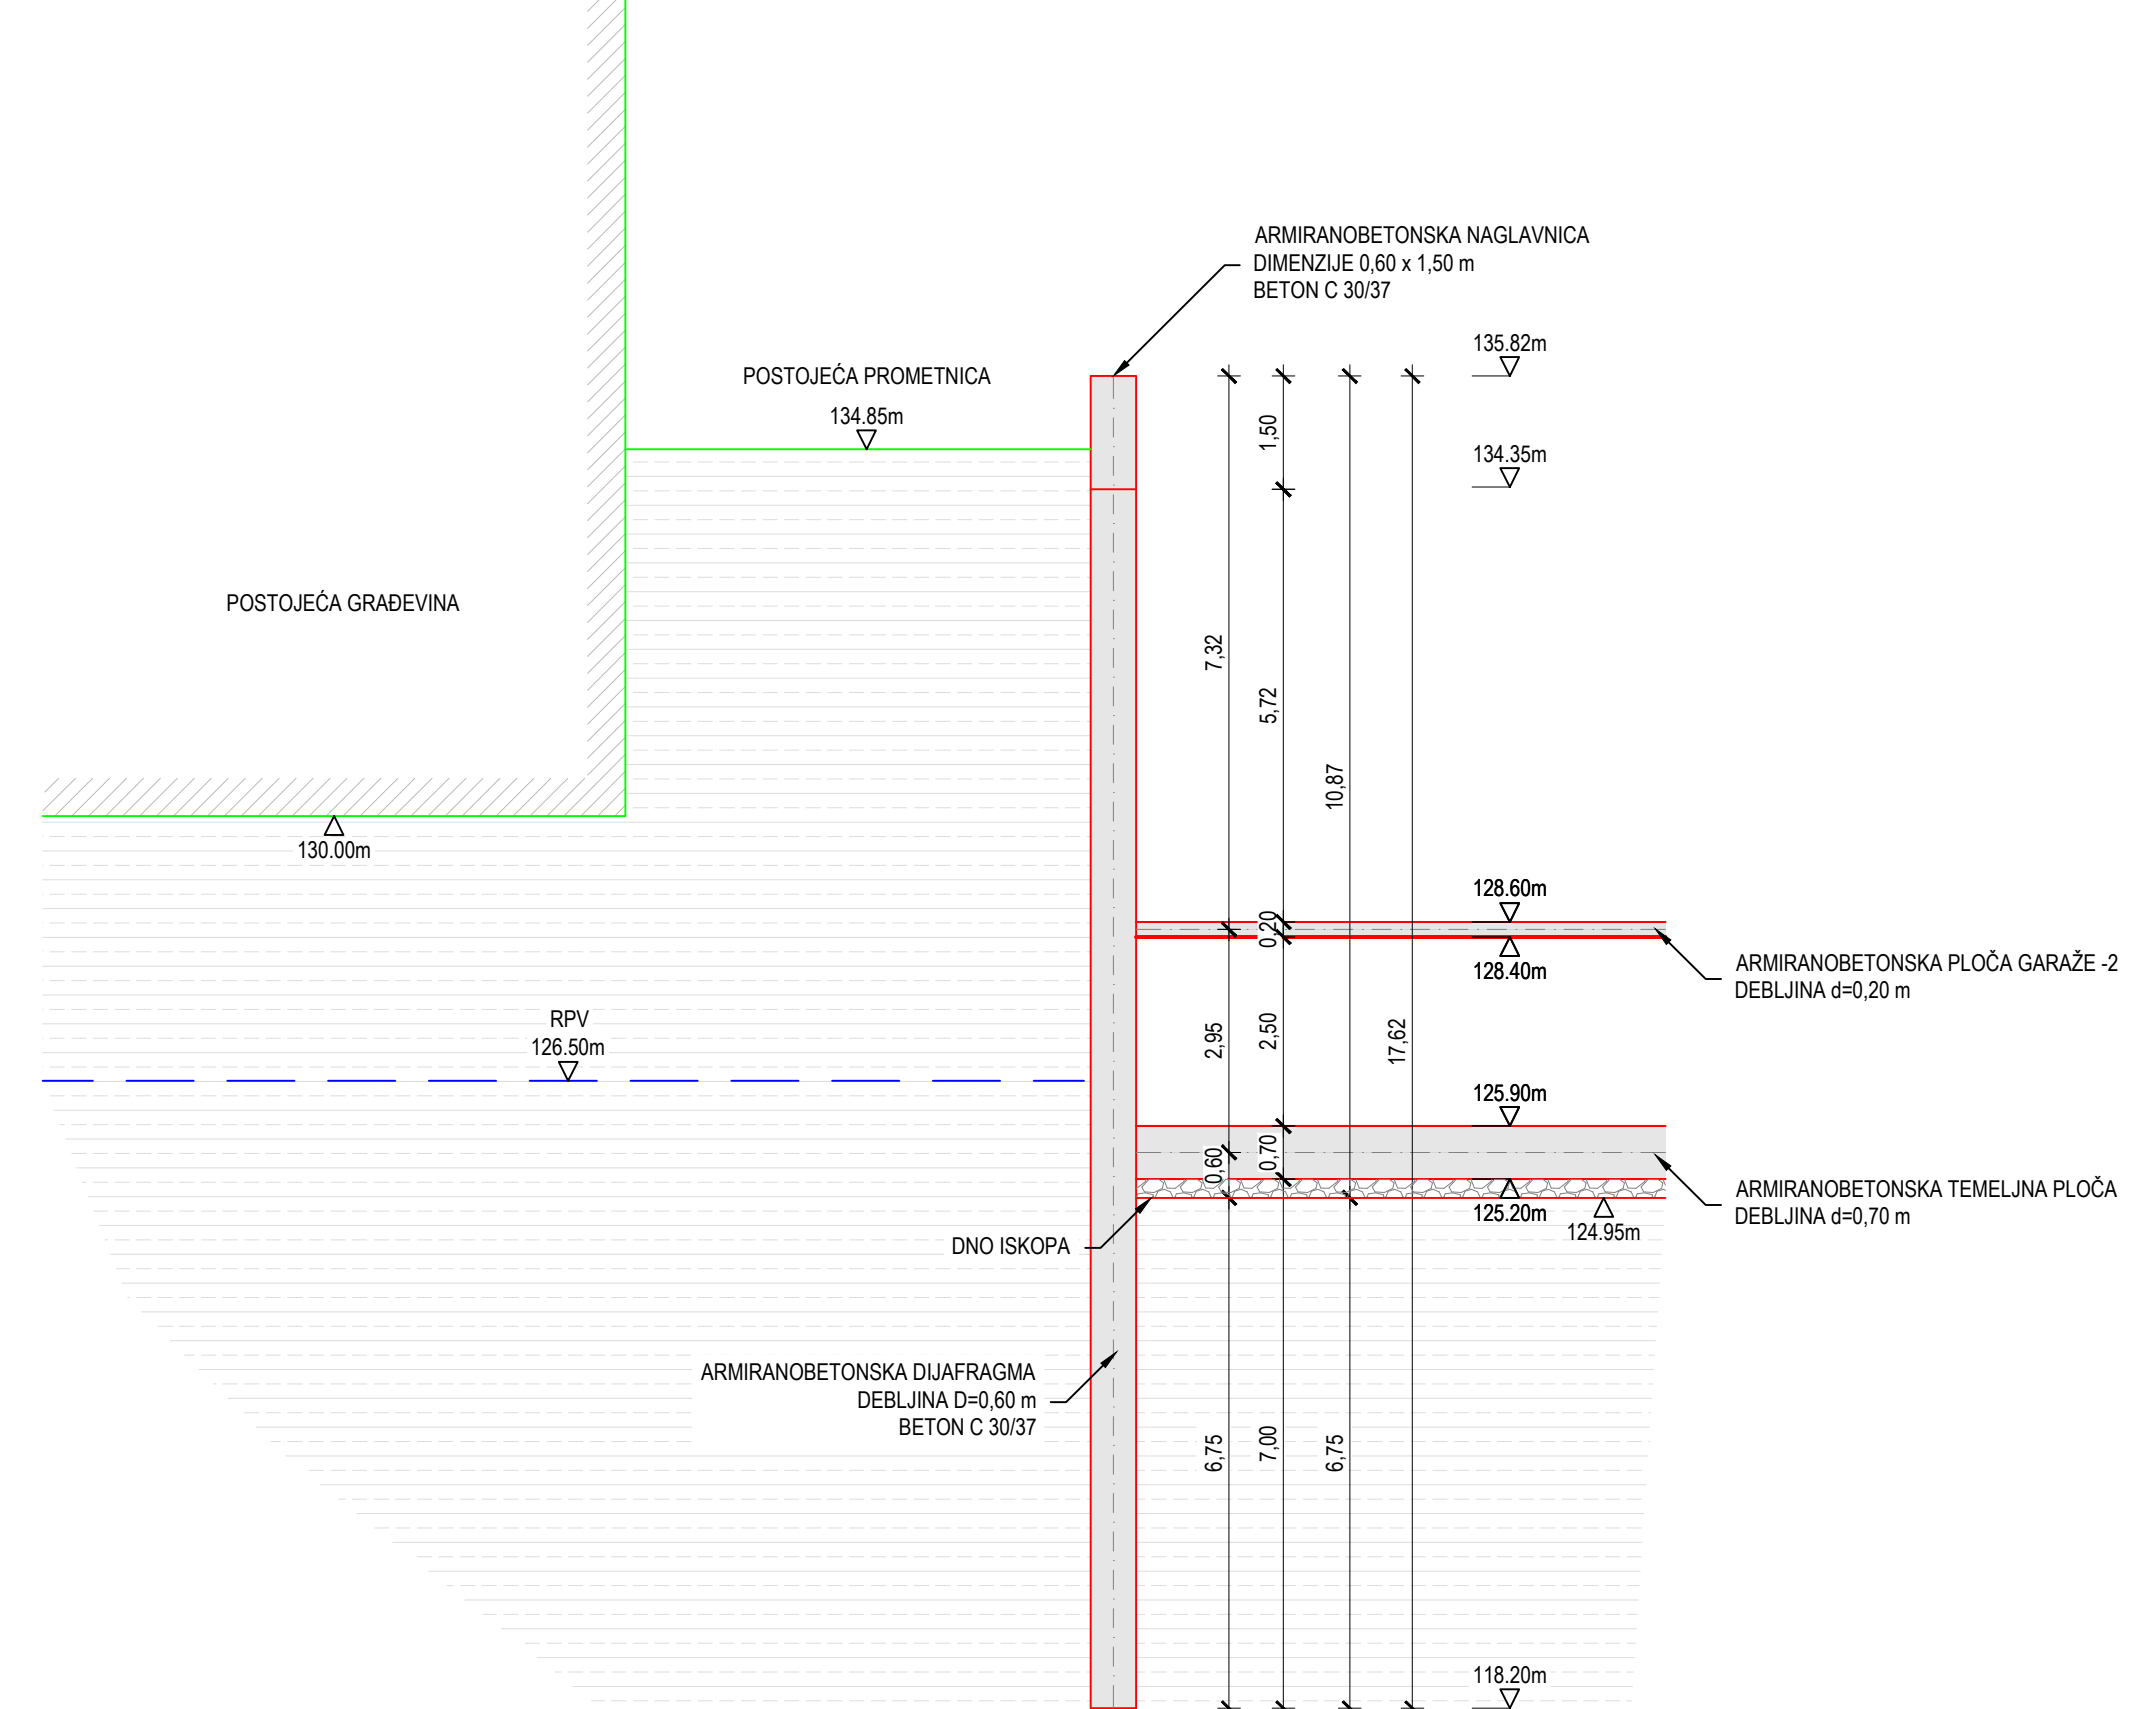 ARMIRANOBETONSKA NAGLAVNICA
DIMENZIJE 0,60 x 1,50 m
BETON C 30/37
135.82m
POSTOJEĆA PROMETNICA
134.85m
1,50
134.35m
POSTOJEĆA GRAĐEVINA
7,32
5,72
10,87
130.00m
128.60m
0,20
128.40m
ARMIRANOBETONSKA PLOČA GARAŽE -2
DEBLJINA d=0,20 m
RPV
126.50m
2,95
2,50
17,62
125.90m
0,60
0,70
125.20m
124.95m
ARMIRANOBETONSKA TEMELJNA PLOČA
DEBLJINA d=0,70 m
DNO ISKOPA
ARMIRANOBETONSKA DIJAFRAGMA
DEBLJINA D=0,60 m
BETON C 30/37
6,75
7,00
6,75
118.20m